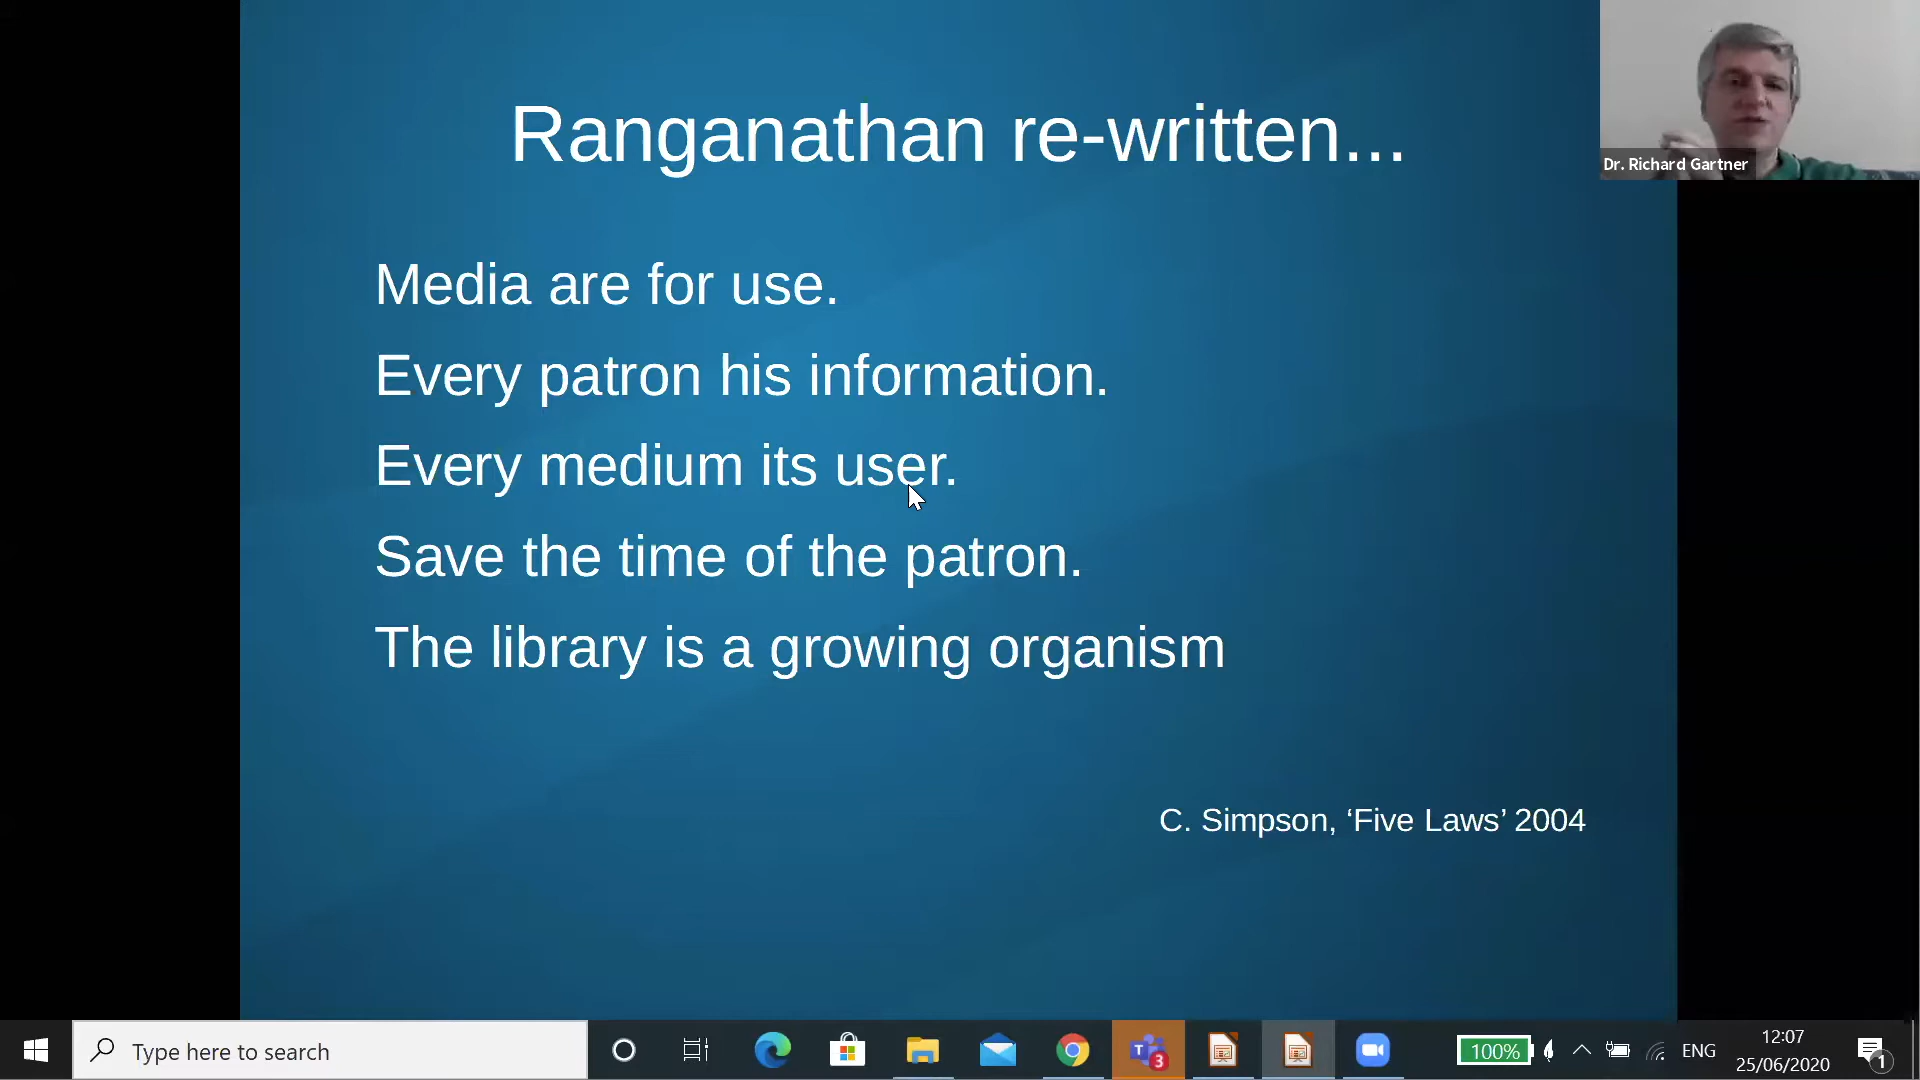 Ranganathan re-written...
Dr. Richard Gartner
Media are for use.
Every patron his information.
Every medium its user.
Save the time of the patron.
The library is a growing organism
C. Simpson, ‘Five Laws’ 2004
Type here to search
3
100%
ENG
12:07
25/06/2020
1